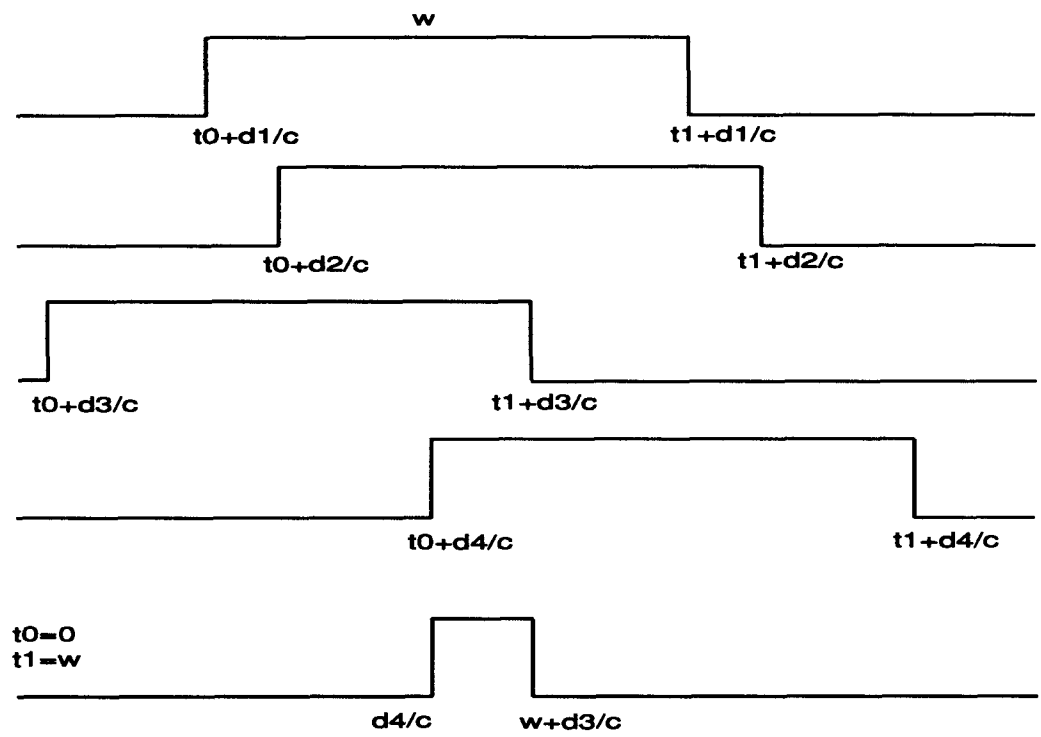 w
t0+d1/c t1+d1/c
t0+d2/c t1+d2/c
t0+d3/c t1+d3/c
t0+d4/c t1+d4/c
t0=0
t1=w
d4/c w+d3/c